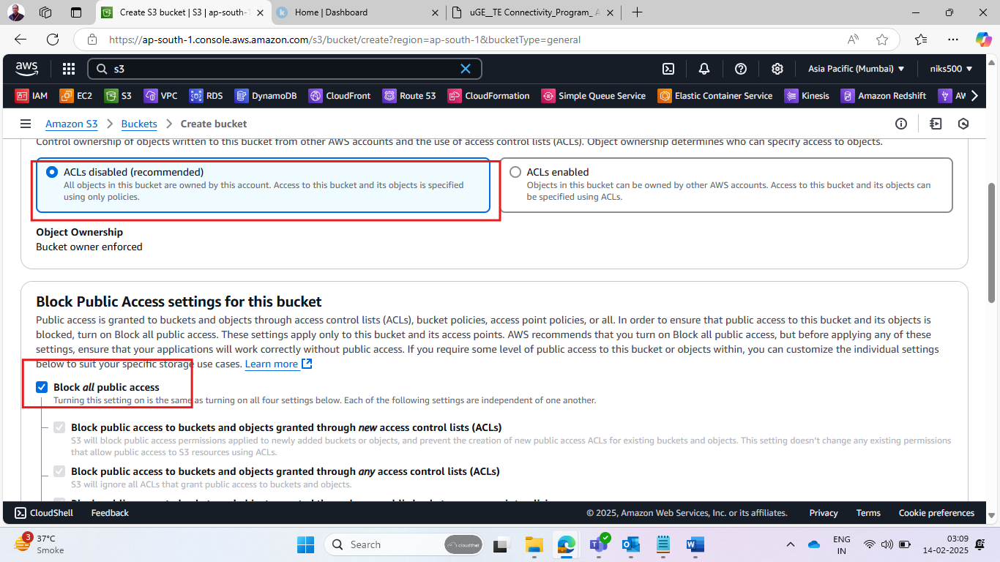 Create S3 bucket | S3 | ap-south-1
Home | Dashboard
uGE__TE Connectivity_Program_ A
https://ap-south-1.console.aws.amazon.com/s3/bucket/create?region=ap-south-1&bucketType=general
aws
s3
Asia Pacific (Mumbai)
niks500
IAM
EC2
S3
VPC
RDS
DynamoDB
CloudFront
Route 53
CloudFormation
Simple Queue Service
Elastic Container Service
Kinesis
Amazon Redshift
AW
Amazon S3
Buckets
Create bucket
Control ownership of objects written to this bucket from other AWS accounts and the use of access control lists (ACLs). Object ownership determines who can specify access to objects.
ACLs disabled (recommended)
All objects in this bucket are owned by this account. Access to this bucket and its objects is specified
using only policies.
ACLs enabled
Objects in this bucket can be owned by other AWS accounts. Access to this bucket and its objects can
be specified using ACLs.
Object Ownership
Bucket owner enforced
Block Public Access settings for this bucket
Public access is granted to buckets and objects through access control lists (ACLs), bucket policies, access point policies, or all. In order to ensure that public access to this bucket and its objects is
blocked, turn on Block all public access. These settings apply only to this bucket and its access points. AWS recommends that you turn on Block all public access, but before applying any of these
settings, ensure that your applications will work correctly without public access. If you require some level of public access to this bucket or objects within, you can customize the individual settings
below to suit your specific storage use cases. Learn more
Block all public access
Turning this setting on is the same as turning on all four settings below. Each of the following settings are independent of one another.
Block public access to buckets and objects granted through new access control lists (ACLs)
S3 will block public access permissions applied to newly added buckets or objects, and prevent the creation of new public access ACLs for existing buckets and objects. This setting doesn't change any existing permissions
that allow public access to S3 resources using ACLs.
Block public access to buckets and objects granted through any access control lists (ACLs)
S3 will ignore all ACLs that grant public access to buckets and objects.
CloudShell
Feedback
© 2025, Amazon Web Services, Inc. or its affiliates.
Privacy
Terms
Cookie preferences
3
37°C
Smoke
Search
cloudthat
ENG
IN
03:09
14-02-2025